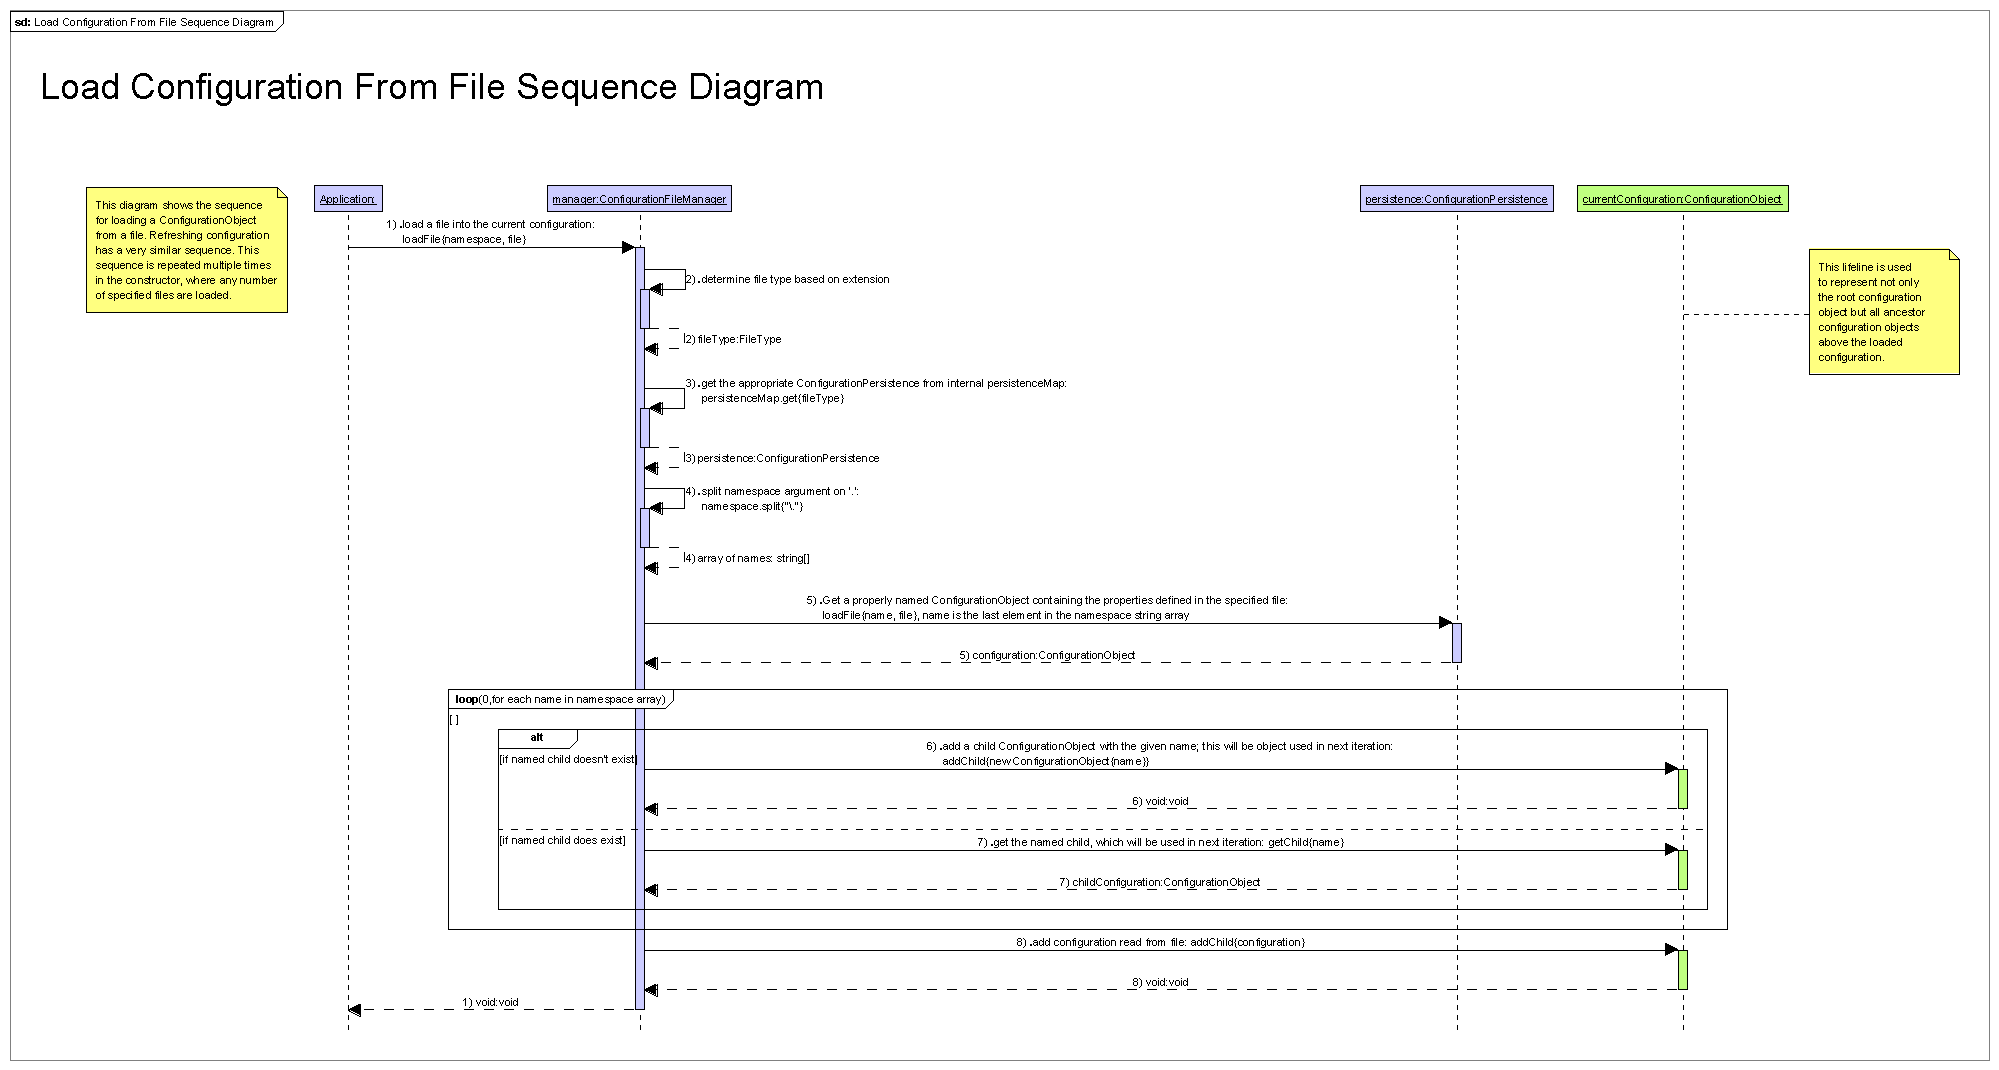 sd: Load Configuration From File Sequence Diagram
Load Configuration From File Sequence Diagram
This diagram shows the sequence
for loading a ConfigurationObject
from a file. Refreshing configuration
has a very similar sequence. This
sequence is repeated multiple times
in the constructor, where any number
of specified files are loaded.
Application:
manager:ConfigurationFileManager
persistence:ConfigurationPersistence
currentConfiguration:ConfigurationObject
This lifeline is used
to represent not only
the root configuration
object but all ancestor
configuration objects
above the loaded
configuration.
1) .load a file into the current configuration:
loadFile{namespace, file}
2) .determine file type based on extension
2) fileType:FileType
3) .get the appropriate ConfigurationPersistence from internal persistenceMap:
persistenceMap.get{fileType}
3) persistence:ConfigurationPersistence
4) .split namespace argument on '.':
namespace.split{"\."}
4) array of names: string[]
5) .Get a properly named ConfigurationObject containing the properties defined in the specified file:
loadFile{name, file}, name is the last element in the namespace string array
5) configuration:ConfigurationObject
loop(0,for each name in namespace array)
[ ]
alt
6) .add a child ConfigurationObject with the given name; this will be object used in next iteration:
[if named child doesn't exist]
addChild{new ConfigurationObject{name}}
6) void:void
[if named child does exist]
7) .get the named child, which will be used in next iteration: getChild{name}
7) childConfiguration:ConfigurationObject
8) .add configuration read from file: addChild{configuration}
8) void:void
1) void:void